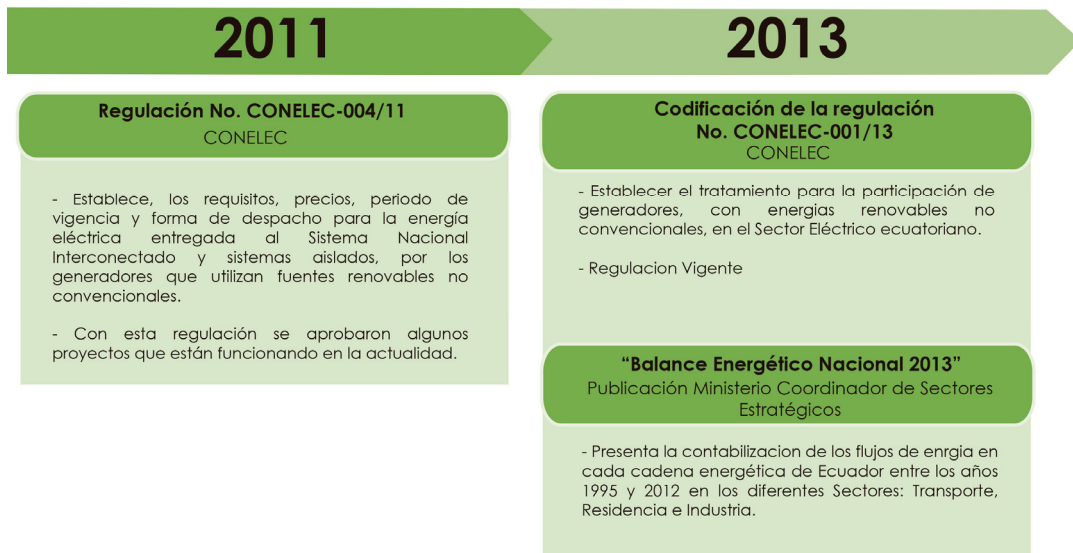 2011
2013
Regulación No. CONELEC-004/11
CONELEC
- Establece, los requisitos, precios, periodo de
vigencia y forma de despacho para la energía
eléctrica entregada al Sistema Nacional
Interconectado y sistemas aislados, por los
generadores que utilizan fuentes renovables no
convencionales.
- Con esta regulación se aprobaron algunos
proyectos que están funcionando en la actualidad.
Codificación de la regulación
No. CONELEC-001/13
CONELEC
- Establecer el tratamiento para la participación de
generadores, con energias renovables no
convencionales, en el Sector Eléctrico ecuatoriano.
- Regulacion Vigente
“Balance Energético Nacional 2013”
Publicación Ministerio Coordinador de Sectores
Estratégicos
- Presenta la contabilizacion de los flujos de enrgia en
cada cadena energética de Ecuador entre los años
1995 y 2012 en los diferentes Sectores: Transporte,
Residencia e Industria.